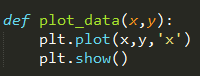 def plot_data(x,y):
    plt.plot(x,y,'x')
    plt.show()